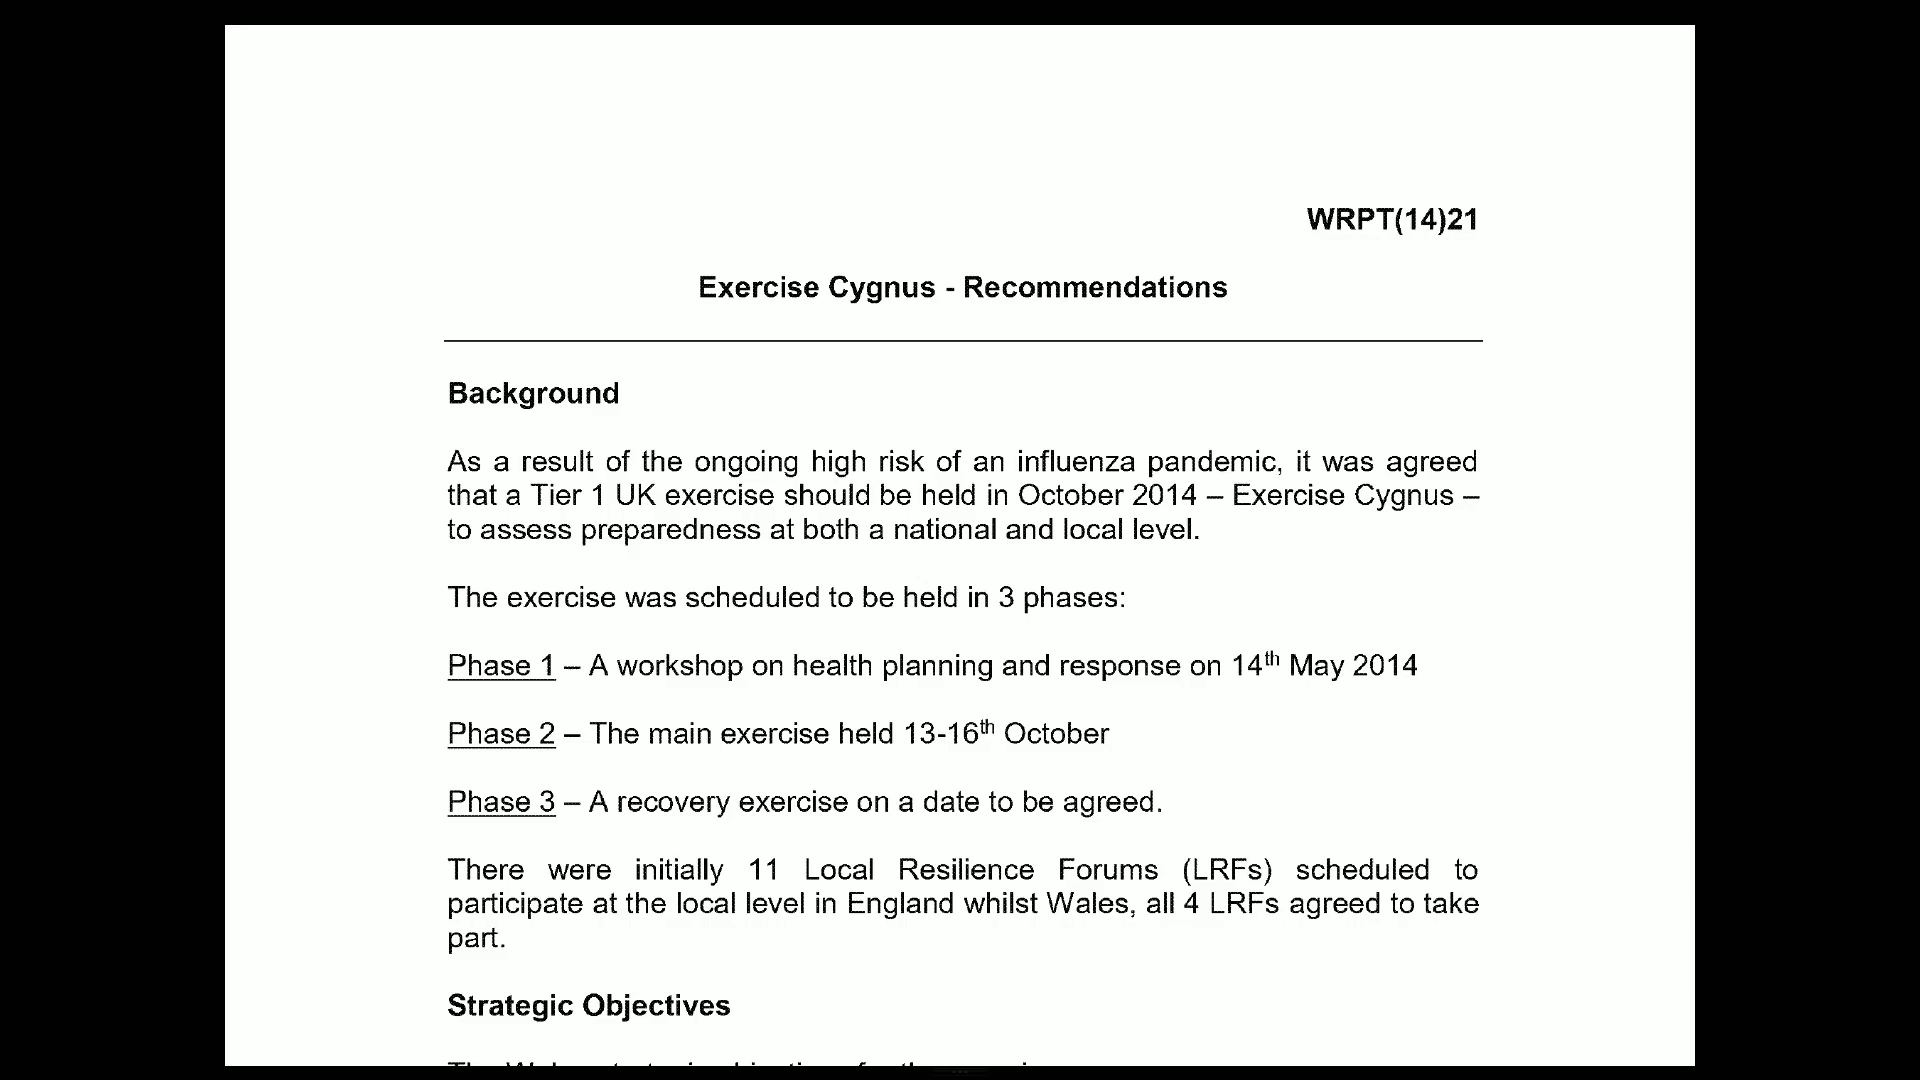 WRPT(14)21
Exercise Cygnus - Recommendations
Background
As a result of the ongoing high risk of an influenza pandemic, it was agreed
that a Tier 1 UK exercise should be held in October 2014 – Exercise Cygnus –
to assess preparedness at both a national and local level.
The exercise was scheduled to be held in 3 phases:
Phase 1 – A workshop on health planning and response on 14th May 2014
Phase 2 – The main exercise held 13-16th October
Phase 3 – A recovery exercise on a date to be agreed.
There were initially 11 Local Resilience Forums (LRFs) scheduled to
participate at the local level in England whilst Wales, all 4 LRFs agreed to take
part.
Strategic Objectives